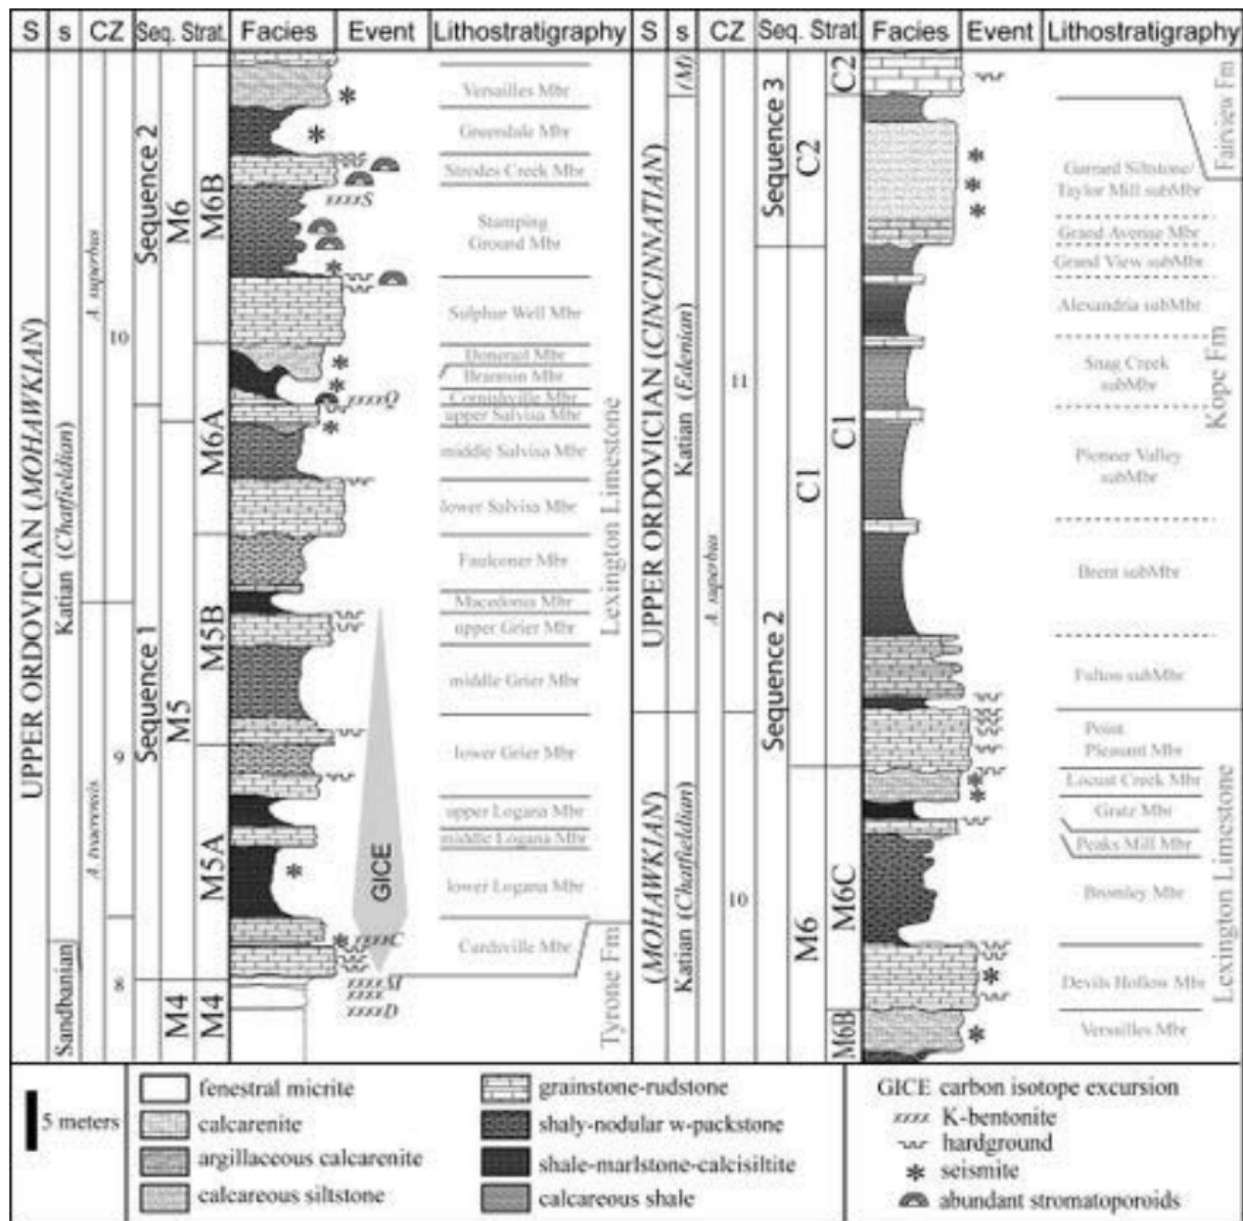 S s CZ Seq. Strat. Facies Event Lithostratigraphy S s CZ Seq. Strat. Facies Event Lithostratigraphy
UPPER ORDOVICIAN (MOHAWKIAN)
Katian (Chatfieldian)
Sandbanian
A. superbus
A. tvaerensis
10
9
8
Sequence 2
Sequence 1
M6
M5
M4
M6B
M6A
M5B
M5A
M4
S
Q
GICE
C
M
D
Versailles Mbr
Greendale Mbr
Strodes Creek Mbr
Stamping
Ground Mbr
Sulphur Well Mbr
Donerail Mbr
Brannon Mbr
Cornishville Mbr
upper Salvisa Mbr
middle Salvisa Mbr
lower Salvisa Mbr
Faulconer Mbr
Macedonia Mbr
upper Grier Mbr
middle Grier Mbr
lower Grier Mbr
upper Logana Mbr
middle Logana Mbr
lower Logana Mbr
Curdsville Mbr
Lexington Limestone
Tyrone Fm
UPPER ORDOVICIAN (CINCINNATIAN)
(MOHAWKIAN)
(M)
Katian (Edenian)
Katian (Chatfieldian)
A. superbus
11
10
Sequence 3
Sequence 2
C2
C1
M6
C2
C1
M6C
M6B
Garrard Siltstone/
Taylor Mill subMbr
Grand Avenue Mbr
Grand View subMbr
Alexandria subMbr
Snag Creek
subMbr
Pioneer Valley
subMbr
Brent subMbr
Fulton subMbr
Point
Pleasant Mbr
Locust Creek Mbr
Gratz Mbr
Peaks Mill Mbr
Bromley Mbr
Devils Hollow Mbr
Versailles Mbr
Fairview Fm
Kope Fm
Lexington Limestone
5 meters
fenestral micrite
calcarenite
argillaceous calcarenite
calcareous siltstone
grainstone-rudstone
shaly-nodular w-packstone
shale-marlstone-calcisiltite
calcareous shale
GICE carbon isotope excursion
K-bentonite
hardground
seismite
abundant stromatoporoids